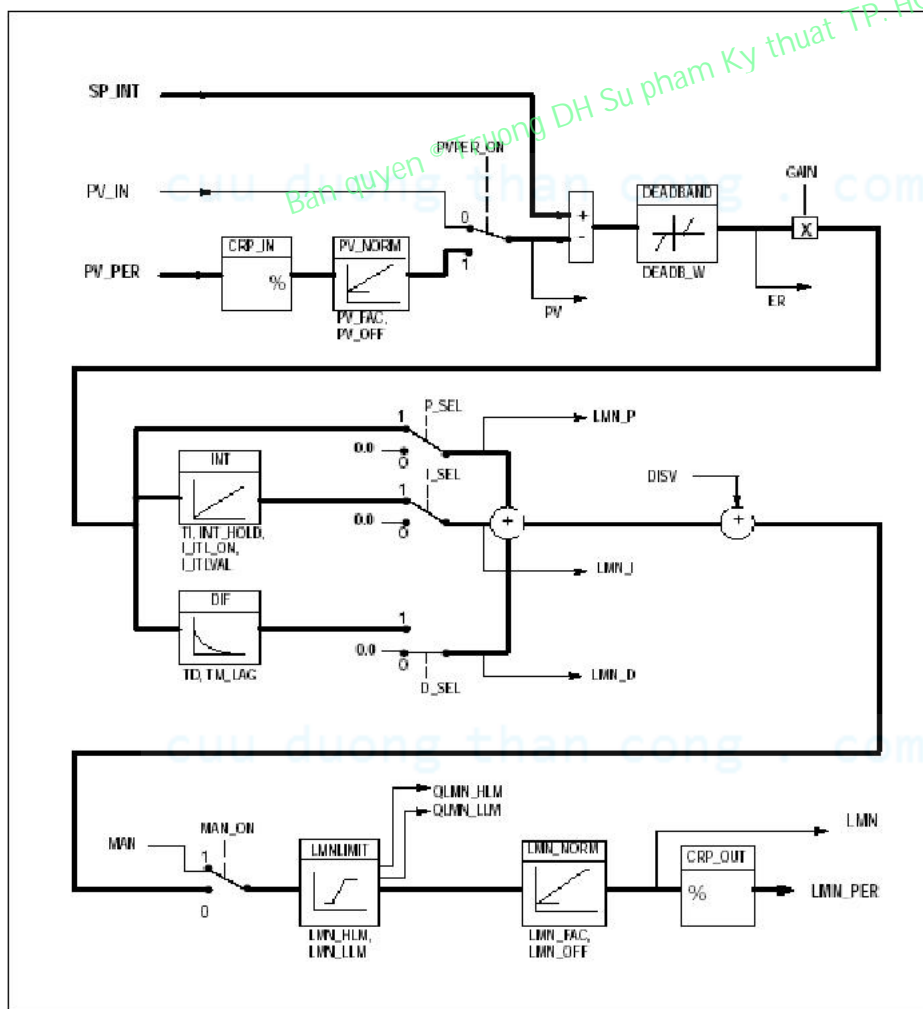 Ban quyen © Truong DH Su pham Ky thuat TP. HC
cuu duong than cong . com
SP_INT
PVPER_ON
PV_IN
GAIN
DEADBAND
0
+
-
X
CRP_IN
PV_NORM
1
PV_PER
%
DEADB_W
PV
ER
PV_FAC,
PV_OFF
P_SEL
1
LMN_P
0.0
0
INT
I_SEL
1
DISV
0.0
0
+
+
TI, INT_HOLD,
I_ITL_ON,
I_ITLVAL
LMN_I
DIF
1
0.0
0
LMN_D
TD, TM_LAG
D_SEL
cuu duong than cong . com
QLMN_HLM
QLMN_LLM
MAN
MAN_ON
LMN
1
LMNLIMIT
LMN_NORM
CRP_OUT
%
LMN_PER
0
LMN_HLM,
LMN_LLM
LMN_FAC,
LMN_OFF